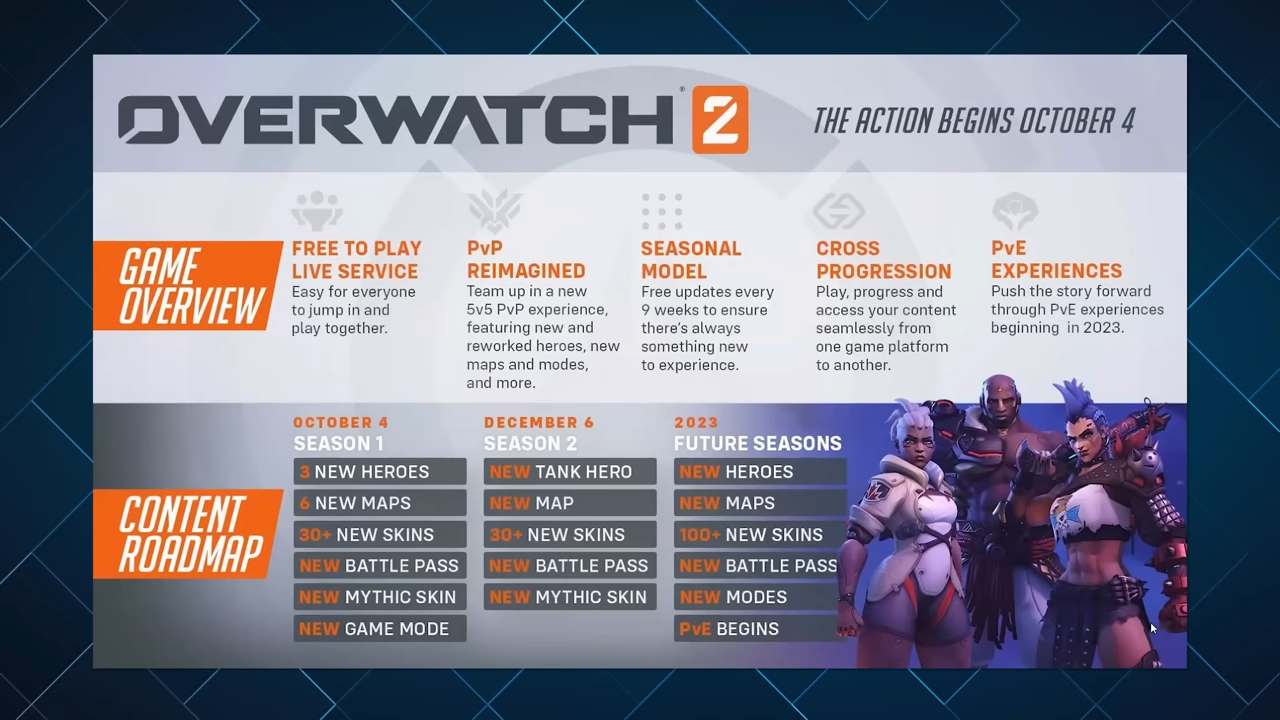 OVERWATCH® 2
THE ACTION BEGINS OCTOBER 4
GAME
OVERVIEW
FREE TO PLAY
LIVE SERVICE
Easy for everyone
to jump in and
play together.
PvP
REIMAGINED
Team up in a new
5v5 PvP experience,
featuring new and
reworked heroes, new
maps and modes,
and more.
SEASONAL
MODEL
Free updates every
9 weeks to ensure
there's always
something new
to experience.
CROSS
PROGRESSION
Play, progress and
access your content
seamlessly from
one game platform
to another.
PvE
EXPERIENCES
Push the story forward
through PvE experiences
beginning in 2023.
CONTENT
ROADMAP
OCTOBER 4
SEASON 1
3 NEW HEROES
6 NEW MAPS
30+ NEW SKINS
NEW BATTLE PASS
NEW MYTHIC SKIN
NEW GAME MODE
DECEMBER 6
SEASON 2
NEW TANK HERO
NEW MAP
30+ NEW SKINS
NEW BATTLE PASS
NEW MYTHIC SKIN
2023
FUTURE SEASONS
NEW HEROES
NEW MAPS
100+ NEW SKINS
NEW BATTLE PASS
NEW MODES
PvE BEGINS